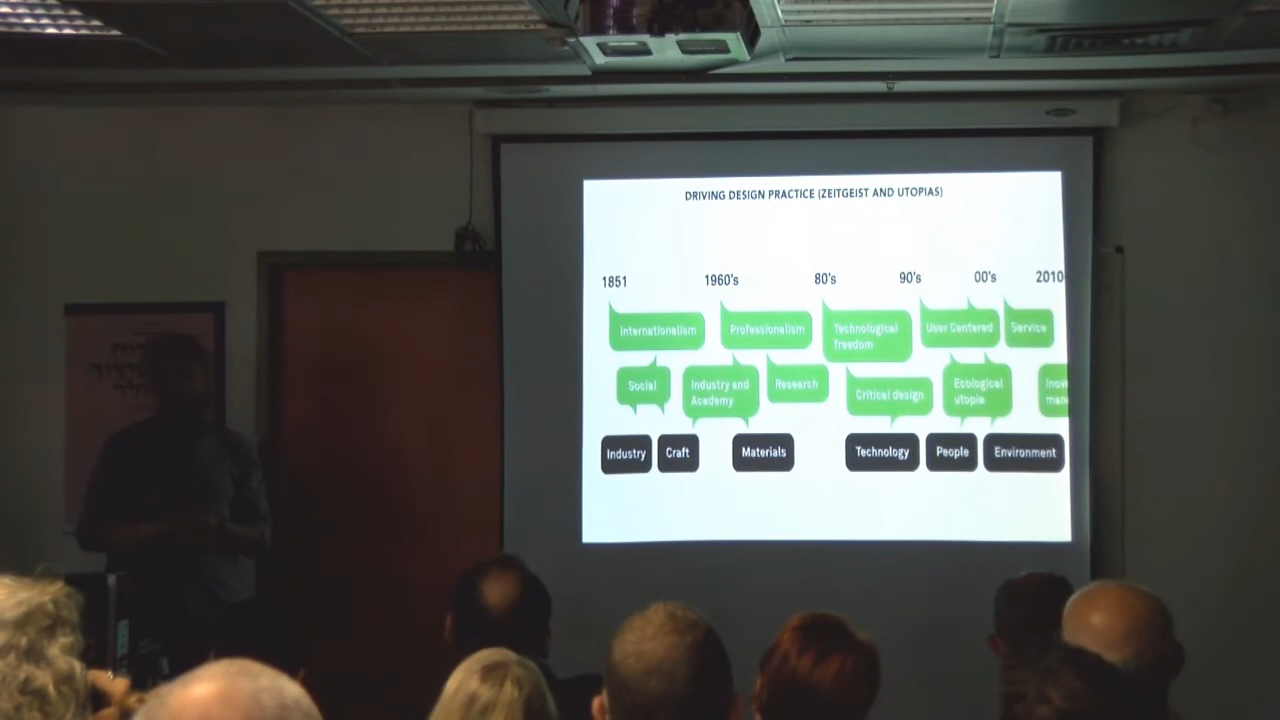 DRIVING DESIGN PRACTICE (ZEITGEIST AND UTOPIAS)
1851
1960's
80's
90's
00's
2010
Internationalism
Professionalism
Technological
freedom
User Centered
Service
Social
Industry and
Academy
Research
Critical design
Ecological
utopia
Industry
Craft
Materials
Technology
People
Environment